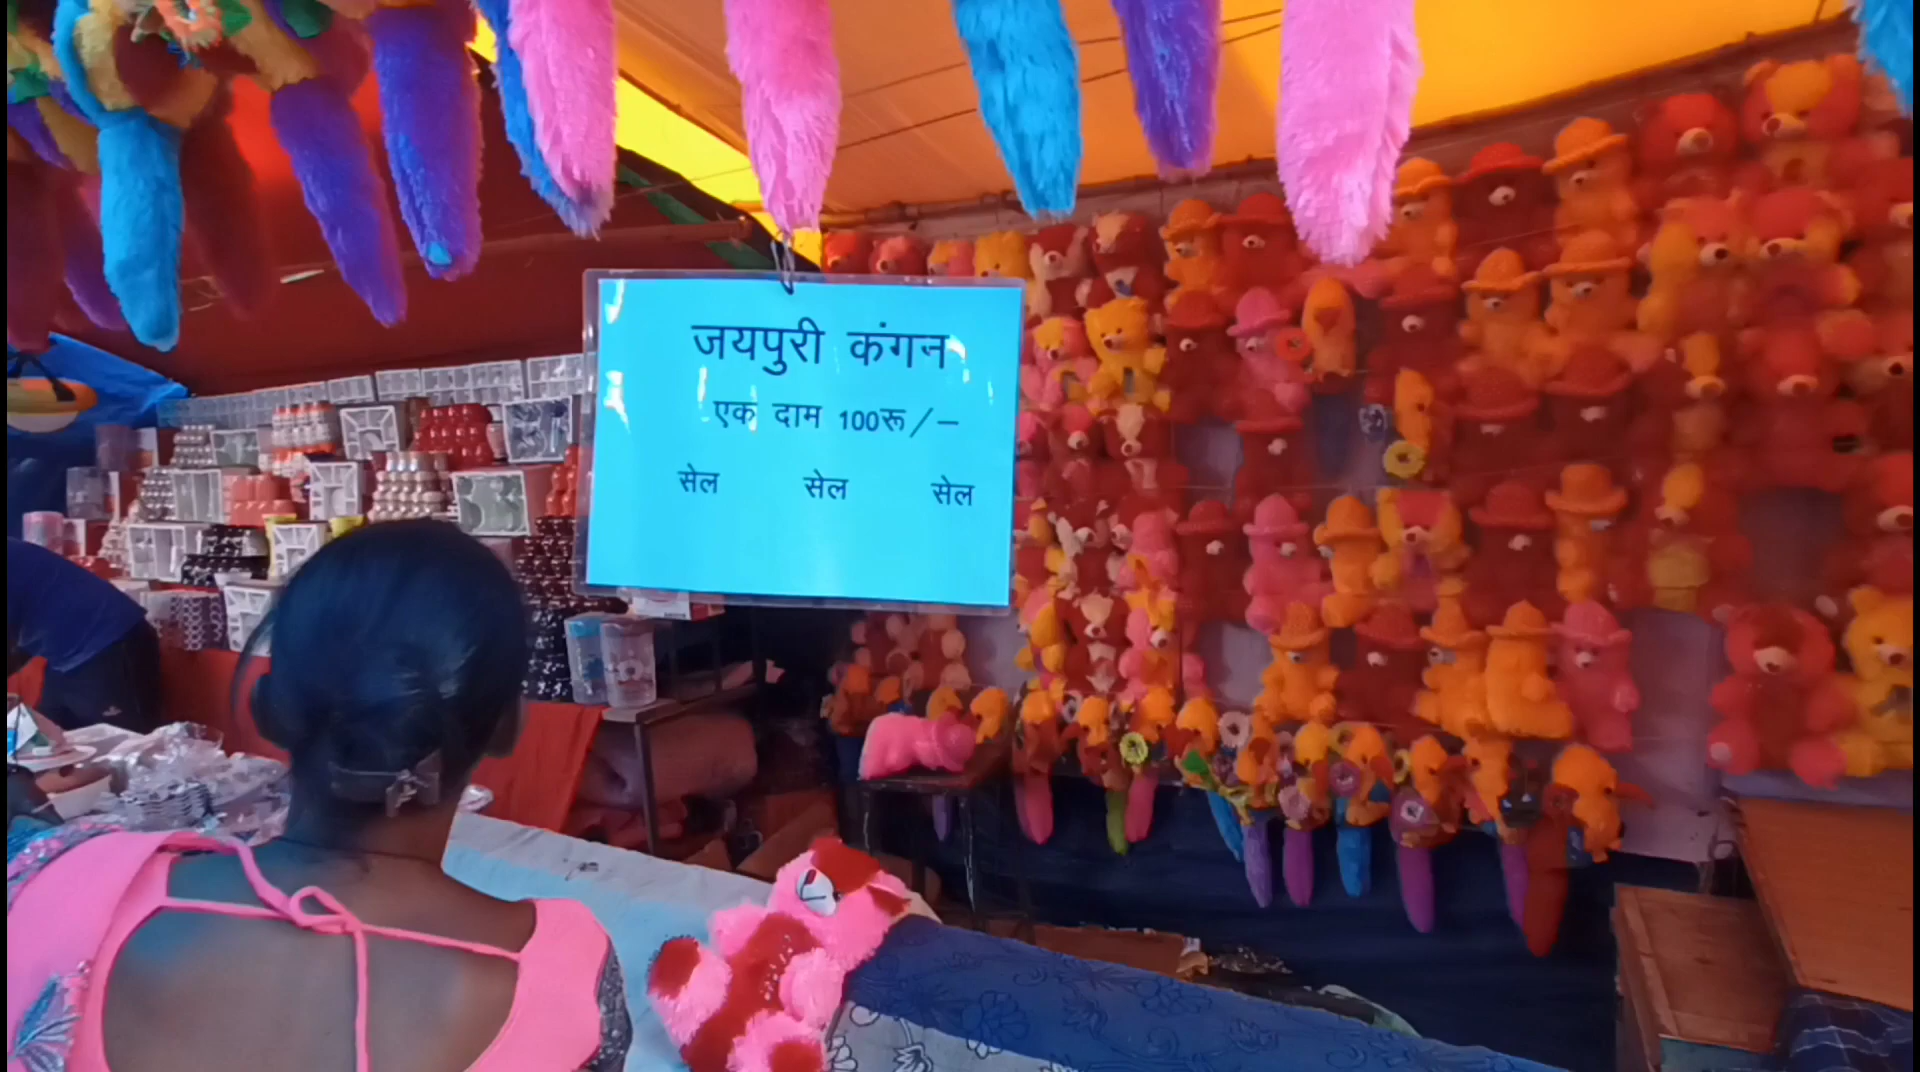 जयपुरी कंगन
एक दाम 100रू/-
सेल सेल सेल